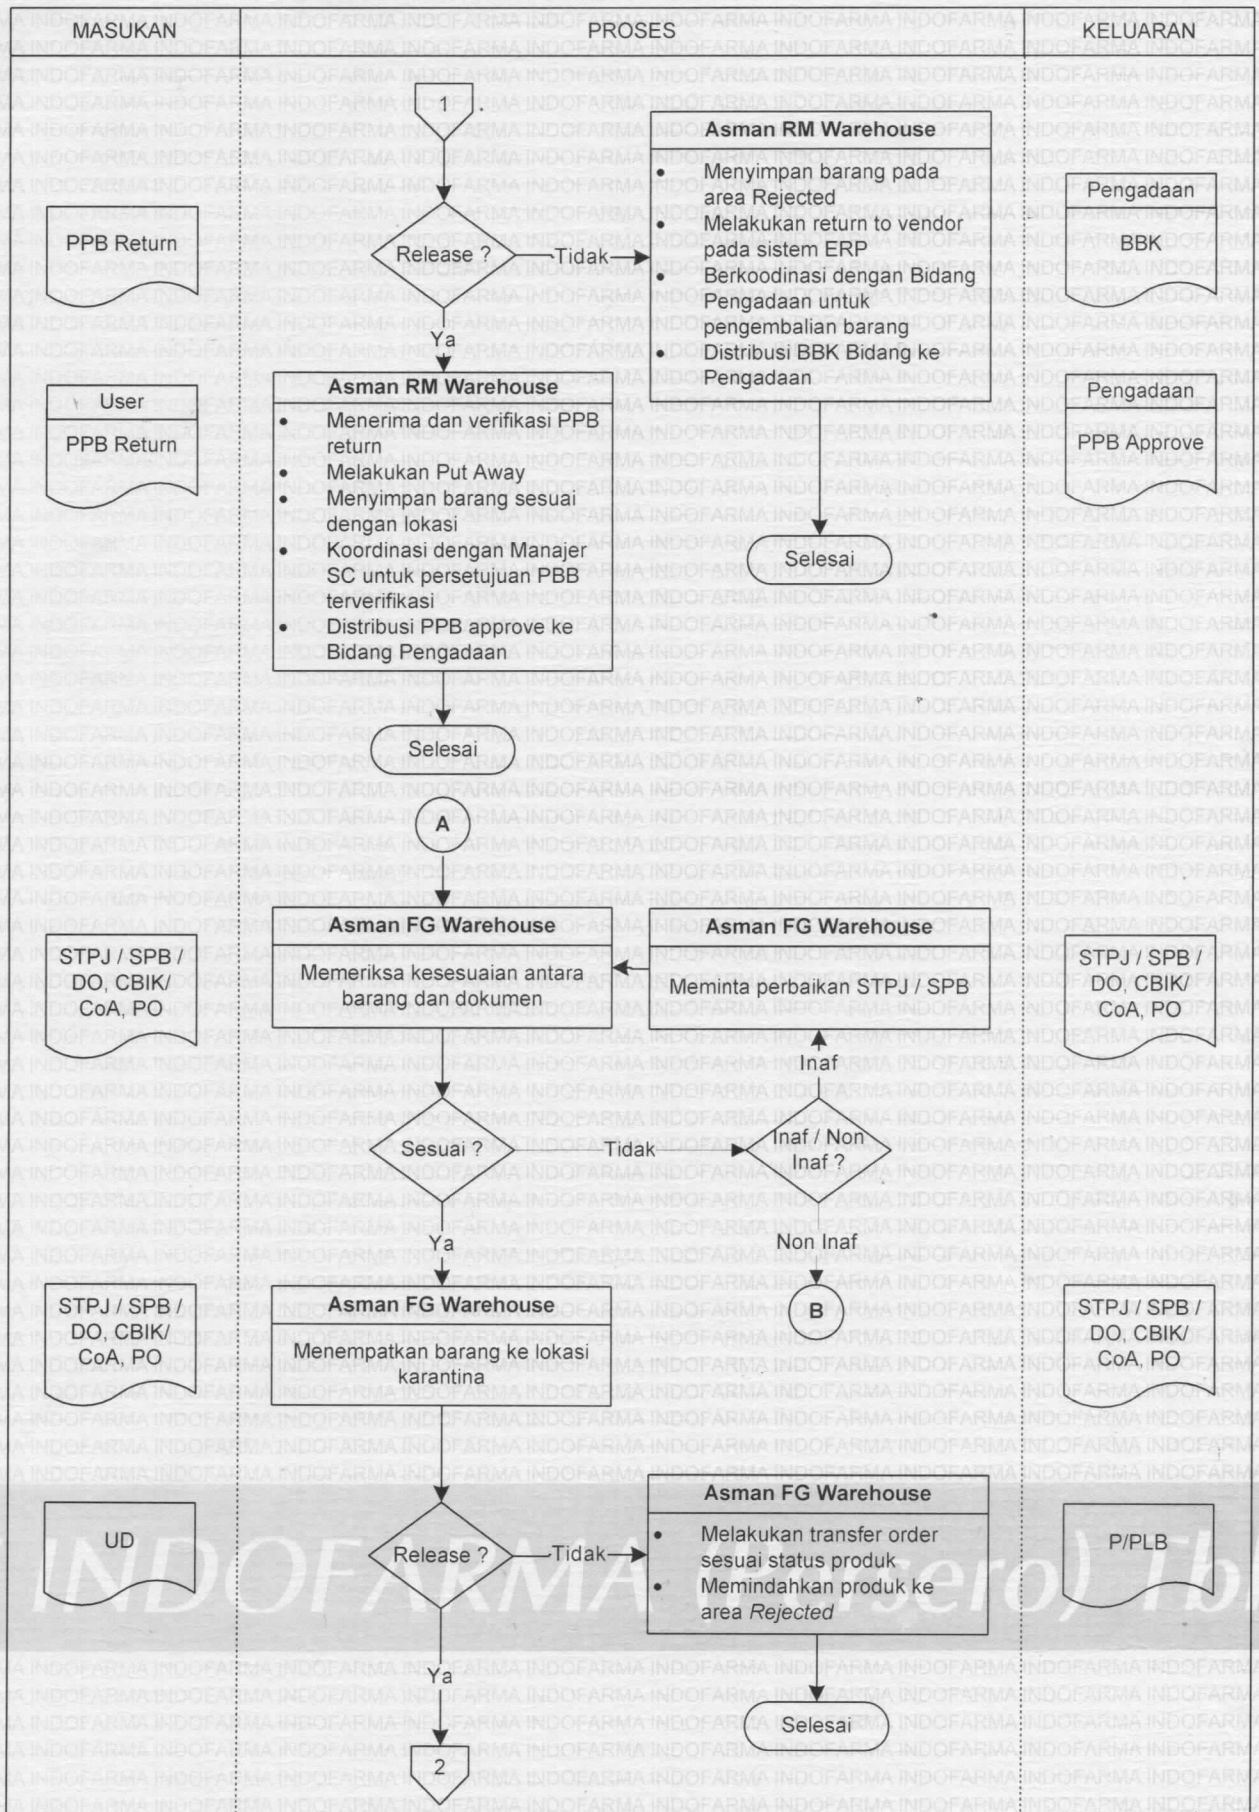 MASUKAN
PROSES
KELUARAN
1.
Asman RM Warehouse
• Menyimpan barang pada
area Rejected
• Melakukan return to vendor
pada sistem ERP
• Berkoordinasi dengan Bidang
Pengadaan untuk
pengembalian barang
• Distribusi BBK Bidang ke
Pengadaan
PPB Return
Release ?
Tidak
Pengadaan
BBK
Ya
User
PPB Return
Asman RM Warehouse
• Menerima dan verifikasi PPB
return
• Melakukan Put Away
• Menyimpan barang sesuai
dengan lokasi
• Koordinasi dengan Manajer
SC untuk persetujuan PBB
terverifikasi
• Distribusi PPB approve ke
Bidang Pengadaan
Pengadaan
PPB Approve
Selesai
Selesai
A
STPJ / SPB /
DO, CBIK/
CoA, PO
Asman FG Warehouse
Memeriksa kesesuaian antara
barang dan dokumen
Asman FG Warehouse
Meminta perbaikan STPJ / SPB
STPJ / SPB /
DO, CBIK/
CoA, PO
Inaf
Sesuai ?
Tidak
Inaf / Non
Inaf ?
Ya
Non Inaf
STPJ / SPB /
DO, CBIK/
CoA, PO
Asman FG Warehouse
Menempatkan barang ke lokasi
karantina
B
STPJ / SPB /
DO, CBIK/
CoA, PO
UD
Release ?
Tidak
Asman FG Warehouse
• Melakukan transfer order
sesuai status produk
• Memindahkan produk ke
area Rejected
P/PLB
INDOFARMA (Persero) Tbk
Ya
Selesai
2